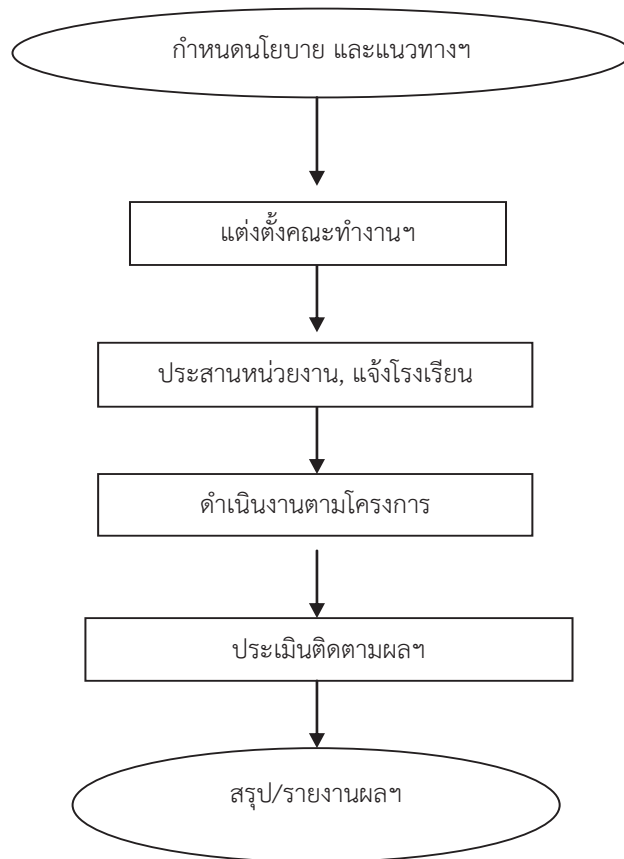 กำหนดนโยบาย และแนวทางฯ
แต่งตั้งคณะทำงานฯ
ประสานหน่วยงาน, แจ้งโรงเรียน
ดำเนินงานตามโครงการ
ประเมินติดตามผลฯ
สรุป/รายงานผลฯ